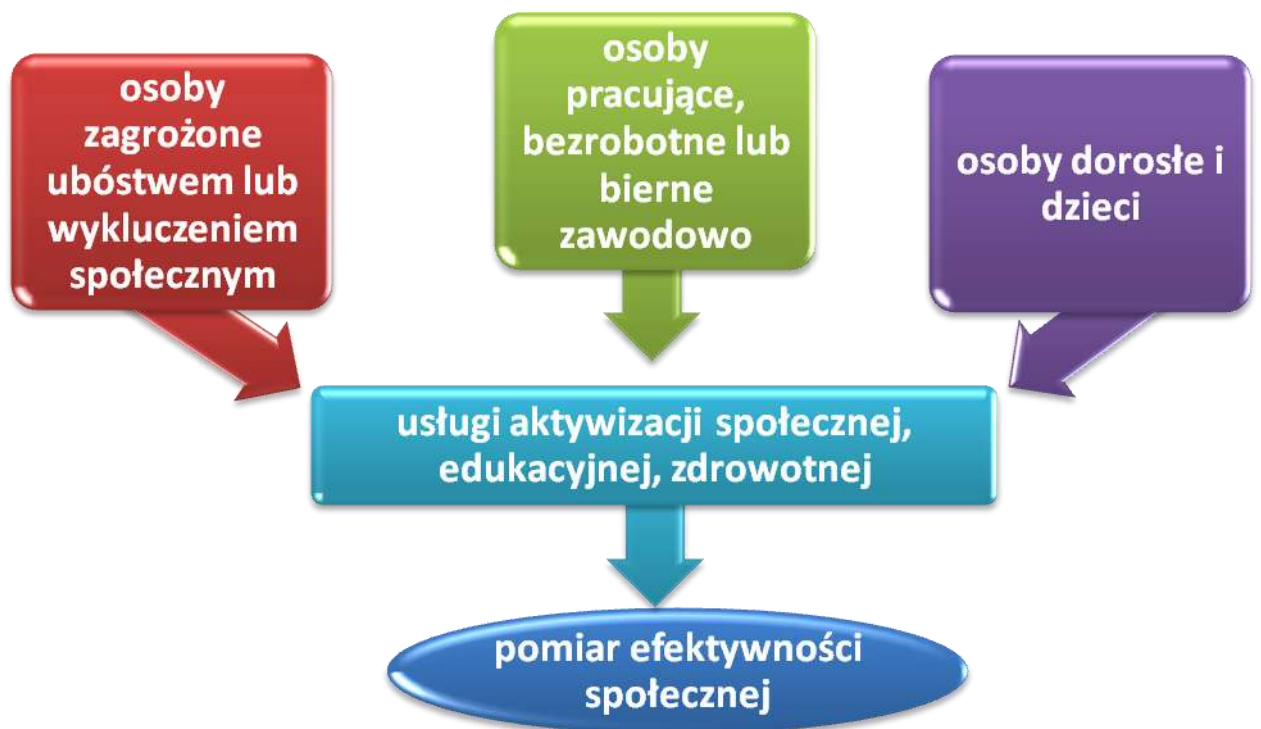 osoby
zagrożone
ubóstwem lub
wykluczeniem
społecznym
osoby
pracujące,
bezrobotne lub
bierne
zawodowo
osoby dorosłe i
dzieci
usługi aktywizacji społecznej,
edukacyjnej, zdrowotnej
pomiar efektywności
społecznej